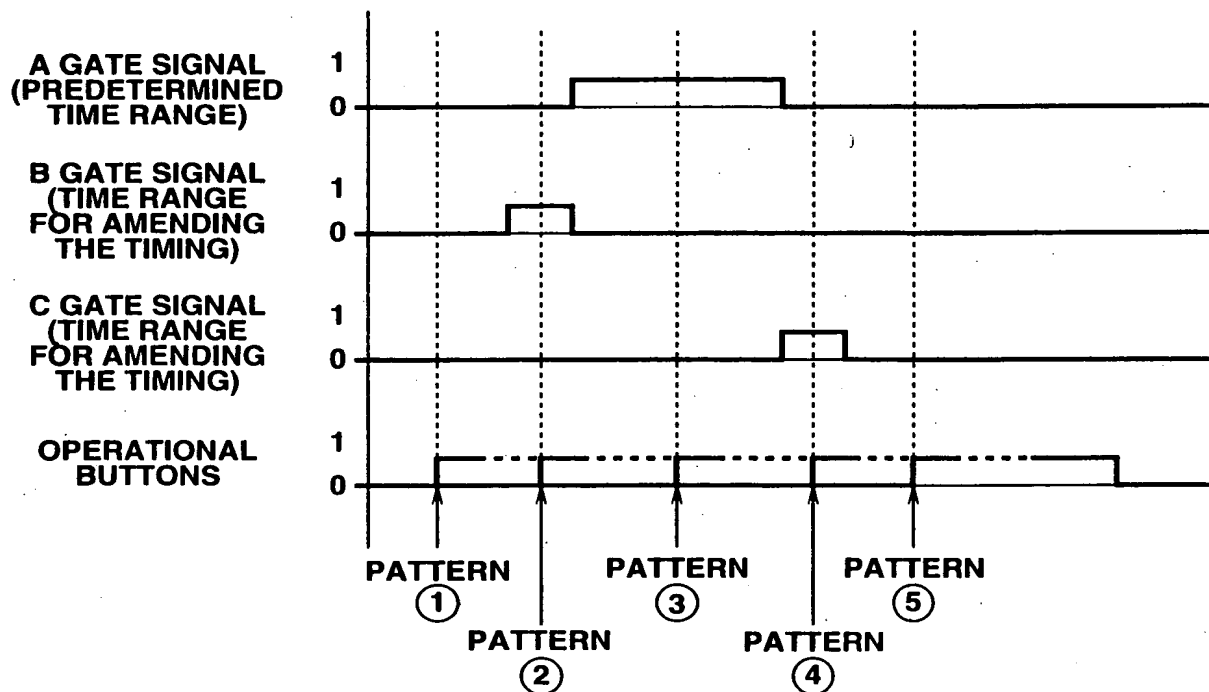 A GATE SIGNAL
(PREDETERMINED
TIME RANGE)
1
0
B GATE SIGNAL
(TIME RANGE
FOR AMENDING
THE TIMING)
1
0
C GATE SIGNAL
(TIME RANGE
FOR AMENDING
THE TIMING)
1
0
OPERATIONAL
BUTTONS
1
0
PATTERN
①
PATTERN
②
PATTERN
③
PATTERN
④
PATTERN
⑤